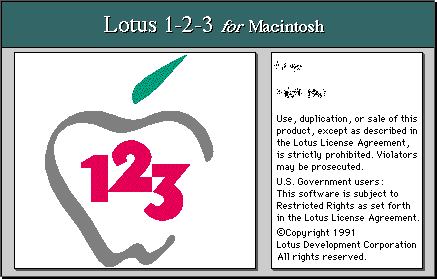 Lotus 1-2-3 for Macintosh
123
Use, duplication, or sale of this
product, except as described in
the Lotus License Agreement,
is strictly prohibited. Violators
may be prosecuted.
U.S. Government users:
This software is subject to
Restricted Rights as set forth
in the Lotus License Agreement.
©Copyright 1991
Lotus Development Corporation
All rights reserved.